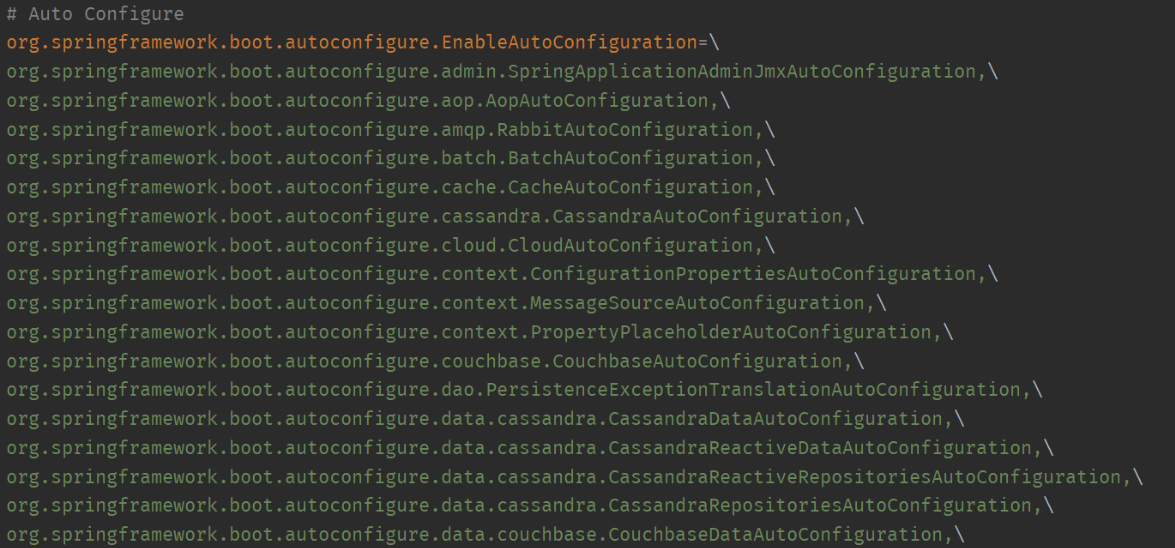 # Auto Configure
org.springframework.boot.autoconfigure.EnableAutoConfiguration=\
org.springframework.boot.autoconfigure.admin.SpringApplicationAdminJmxAutoConfiguration,\
org.springframework.boot.autoconfigure.aop.AopAutoConfiguration,\
org.springframework.boot.autoconfigure.amqp.RabbitAutoConfiguration,\
org.springframework.boot.autoconfigure.batch.BatchAutoConfiguration,\
org.springframework.boot.autoconfigure.cache.CacheAutoConfiguration,\
org.springframework.boot.autoconfigure.cassandra.CassandraAutoConfiguration,\
org.springframework.boot.autoconfigure.cloud.CloudAutoConfiguration,\
org.springframework.boot.autoconfigure.context.ConfigurationPropertiesAutoConfiguration,\
org.springframework.boot.autoconfigure.context.MessageSourceAutoConfiguration,\
org.springframework.boot.autoconfigure.context.PropertyPlaceholderAutoConfiguration,\
org.springframework.boot.autoconfigure.couchbase.CouchbaseAutoConfiguration,\
org.springframework.boot.autoconfigure.dao.PersistenceExceptionTranslationAutoConfiguration,\
org.springframework.boot.autoconfigure.data.cassandra.CassandraDataAutoConfiguration,\
org.springframework.boot.autoconfigure.data.cassandra.CassandraReactiveDataAutoConfiguration,\
org.springframework.boot.autoconfigure.data.cassandra.CassandraReactiveRepositoriesAutoConfiguration,\
org.springframework.boot.autoconfigure.data.cassandra.CassandraRepositoriesAutoConfiguration,\
org.springframework.boot.autoconfigure.data.couchbase.CouchbaseDataAutoConfiguration,\